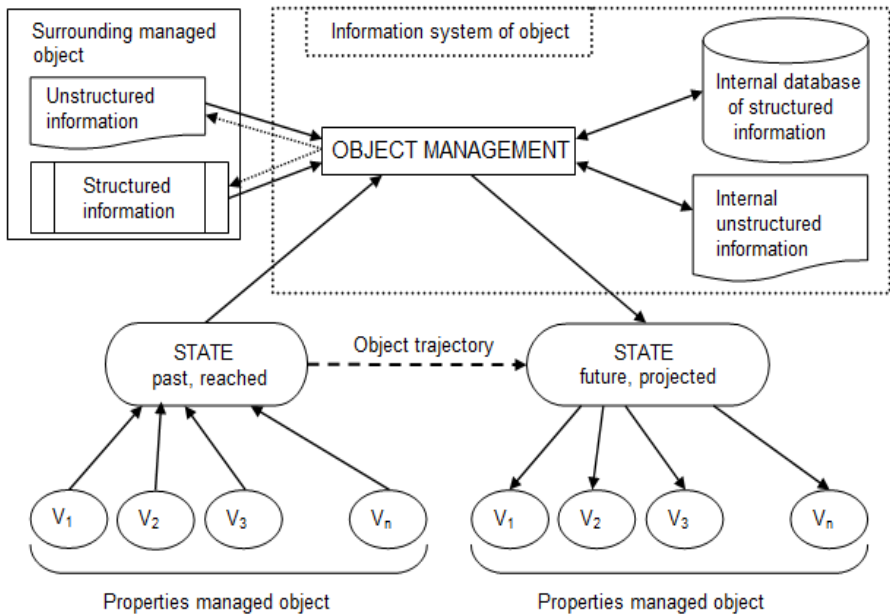 Surrounding managed
object
Unstructured
information
Structured
information
Information system of object
OBJECT MANAGEMENT
Internal database
of structured
information
Internal
unstructured
information
STATE
past, reached
Object trajectory
STATE
future, projected
V1
V2
V3
Vn
V1
V2
V3
Vn
Properties managed object
Properties managed object